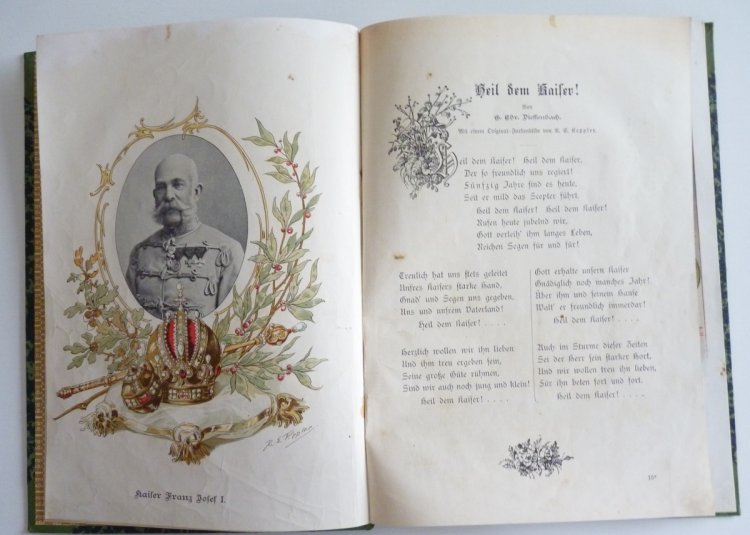 R. E. Kepler
Kaiser Franz Josef I.
Heil dem Kaiser!
Von
G. Chr. Dieffenbach.
Mit einem Original-Farbenbilde von R. E. Keppler.
Heil dem Kaiser! Heil dem Kaiser,
Der so freundlich uns regiert!
Fünfzig Jahre sind es heute,
Seit er mild das Scepter führt.
Heil dem Kaiser! Heil dem Kaiser!
Rufen heute jubelnd wir,
Gott verleih' ihm langes Leben,
Reichen Segen für und für!
Treulich hat uns stets geleitet
Unsres Kaisers starke Hand,
Gnad' und Segen uns gegeben,
Uns und unsrem Vaterland!
Heil dem Kaiser! . . . .
Herzlich wollen wir ihn lieben
Und ihm treu ergeben sein,
Seine große Güte rühmen,
Sind wir auch noch jung und klein!
Heil dem Kaiser! . . . .
Gott erhalte unsern Kaiser
Gnädiglich noch manches Jahr!
Über ihm und seinem Hause
Walt' er freundlich immerdar!
Heil dem Kaiser! . . . .
Auch im Sturme dieser Zeiten
Sei der Herr sein starker Hort,
Und wir wollen treu ihn lieben,
Für ihn beten fort und fort.
Heil dem Kaiser! . . . .
15*